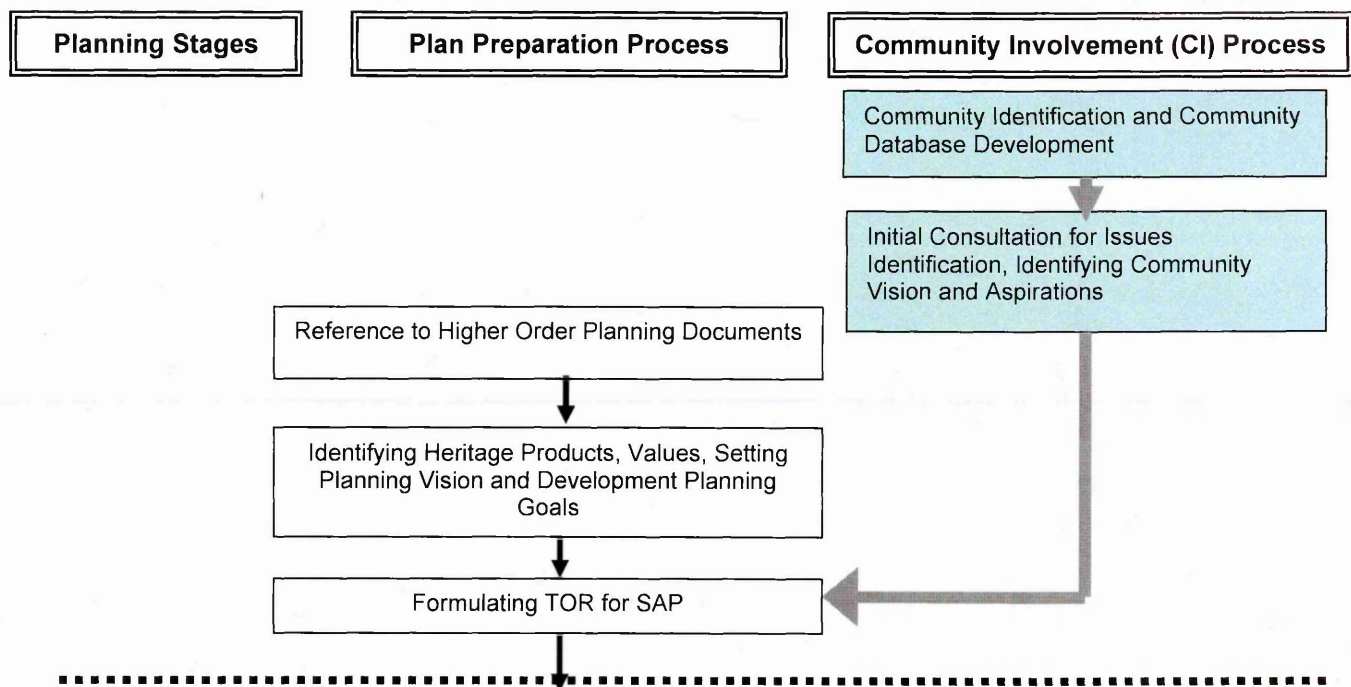 Planning Stages
Plan Preparation Process
Community Involvement (CI) Process
Community Identification and Community
Database Development
Initial Consultation for Issues
Identification, Identifying Community
Vision and Aspirations
Reference to Higher Order Planning Documents
Identifying Heritage Products, Values, Setting
Planning Vision and Development Planning
Goals
Formulating TOR for SAP